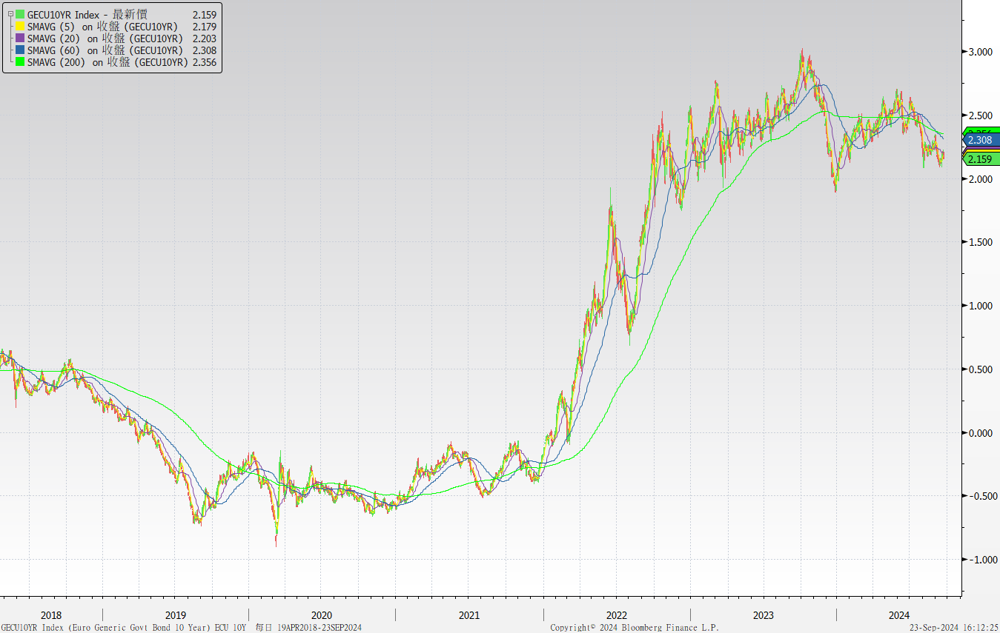 GECU10YR Index - 最新價 2.159
SMAVG (5) on 收盤 (GECU10YR) 2.179
SMAVG (20) on 收盤 (GECU10YR) 2.203
SMAVG (60) on 收盤 (GECU10YR) 2.308
SMAVG (200) on 收盤 (GECU10YR) 2.356
3.000
2.500
2.356
2.308
2.159
2.000
1.500
1.000
0.500
0.000
-0.500
-1.000
2018 2019 2020 2021 2022 2023 2024
GECU10YR Index (Euro Generic Govt Bond 10 Year) ECU 10Y 每日 19APR2018-23SEP2024 Copyright© 2024 Bloomberg Finance L.P. 23-Sep-2024 16:12:25